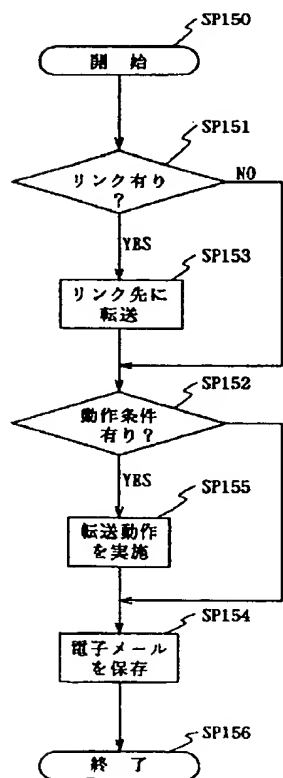 SP150
開始
SP151
リンク有り
?
NO
YES
SP153
リンク先に
転送
SP152
動作条件
有り?
YES
SP155
転送動作
を実施
SP154
電子メール
を保存
SP156
終了